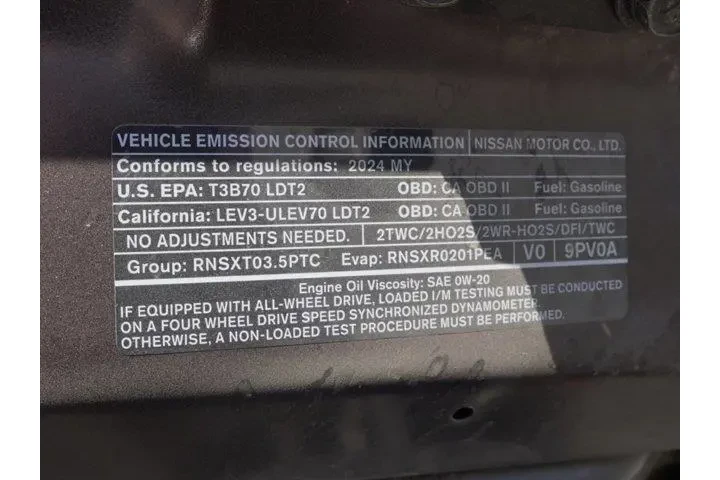 VEHICLE EMISSION CONTROL INFORMATION NISSAN MOTOR CO., LTD.
Conforms to regulations: 2024 MY
U.S. EPA: T3B70 LDT2 OBD: CA OBD II Fuel: Gasoline
California: LEV3-ULEV70 LDT2 OBD: CA OBD II Fuel: Gasoline
NO ADJUSTMENTS NEEDED. 2TWC/2HO2S/2WR-HO2S/DFI/TWC
Group: RNSXT03.5PTC Evap: RNSXR0201PEA V0 9PV0A
Engine Oil Viscosity: SAE 0W-20
IF EQUIPPED WITH ALL-WHEEL DRIVE, LOADED I/M TESTING MUST BE CONDUCTED
ON A FOUR WHEEL DRIVE SPEED SYNCHRONIZED DYNAMOMETER.
OTHERWISE, A NON-LOADED TEST PROCEDURE MUST BE PERFORMED.